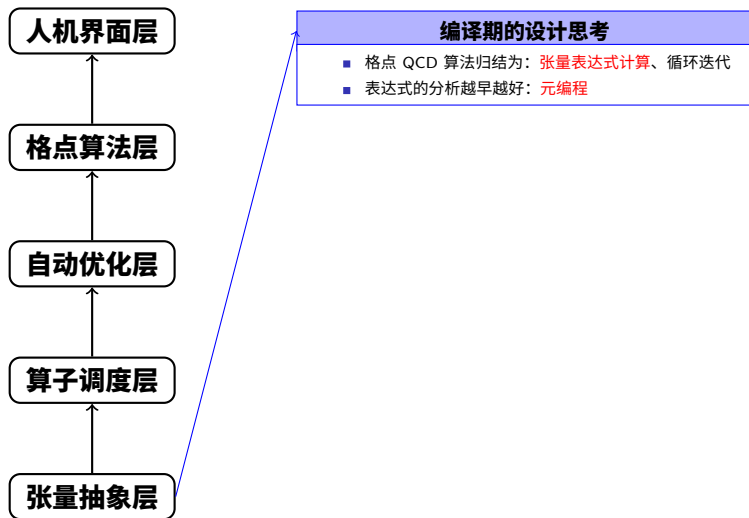 人机界面层
格点算法层
自动优化层
算子调度层
张量抽象层
编译期的设计思考
格点 QCD 算法归结为：张量表达式计算、循环迭代
表达式的分析越早越好：元编程